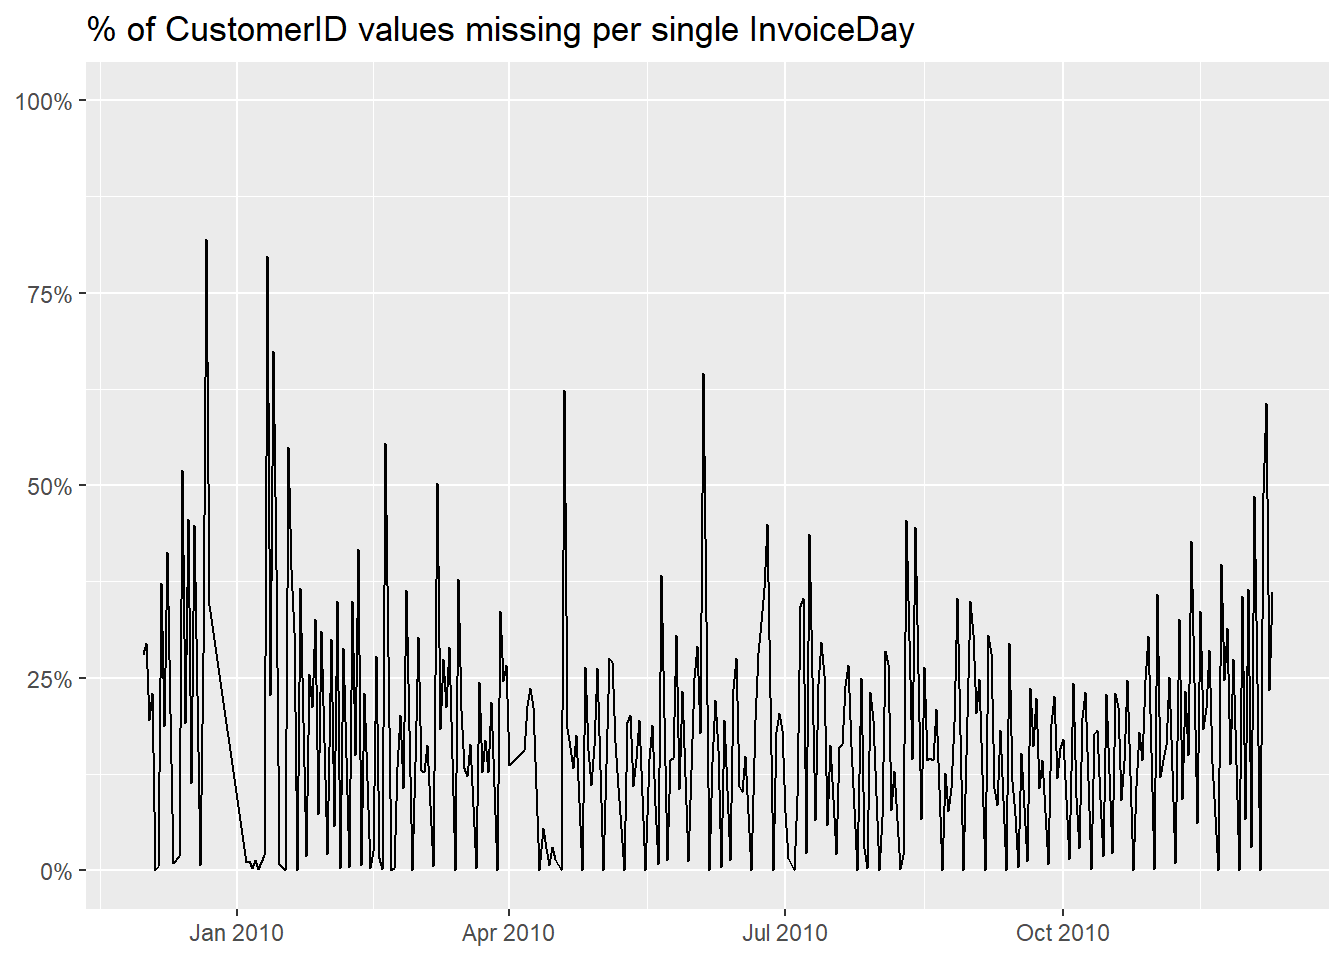 % of CustomerID values missing per single InvoiceDay
100%
75%
50%
25%
0%
Jan 2010 Apr 2010 Jul 2010 Oct 2010